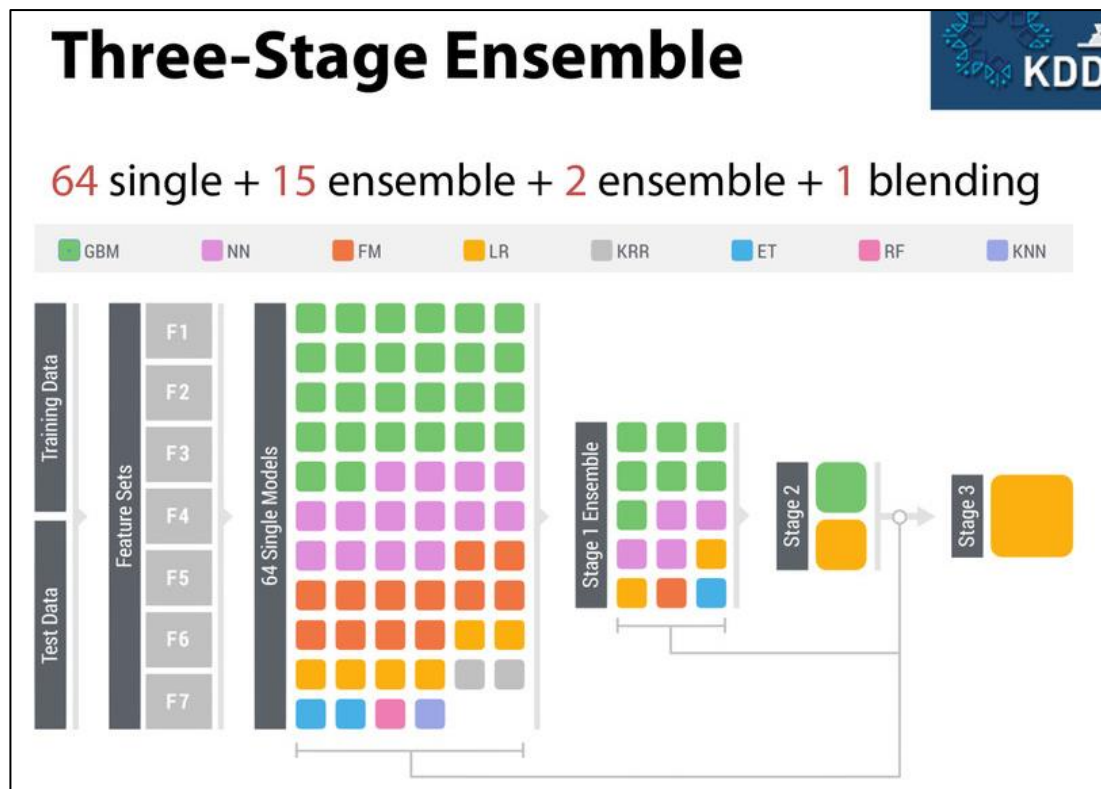 Three-Stage Ensemble
KDD
64 single + 15 ensemble + 2 ensemble + 1 blending
GBM NN FM LR KRR ET RF KNN
Training Data
Test Data
Feature Sets
F1
F2
F3
F4
F5
F6
F7
64 Single Models
Stage 1 Ensemble
Stage 2
Stage 3